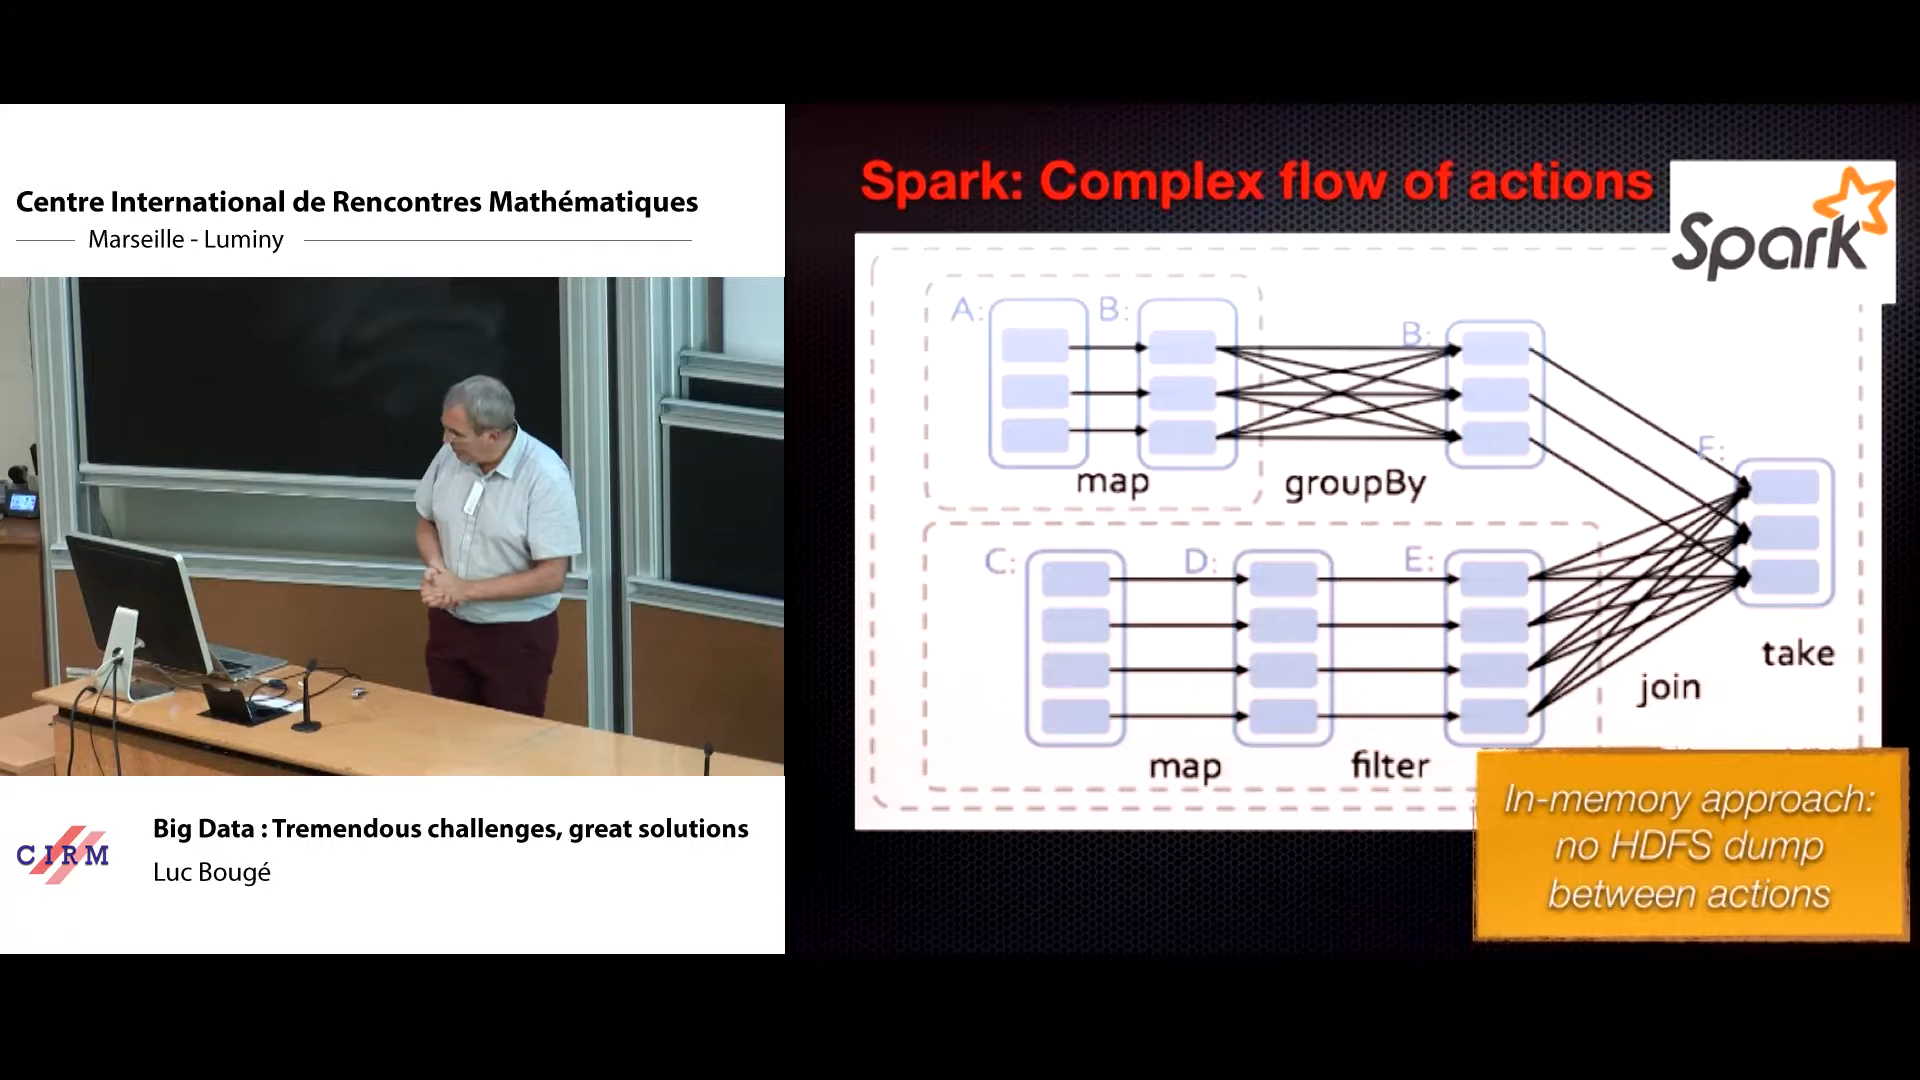 Centre International de Rencontres Mathématiques
Marseille - Luminy
Big Data : Tremendous challenges, great solutions
Luc Bougé
CIRM
Spark: Complex flow of actions
Spark
A:
B:
B:
F:
map
groupBy
C:
D:
E:
take
join
map
filter
In-memory approach:
no HDFS dump
between actions